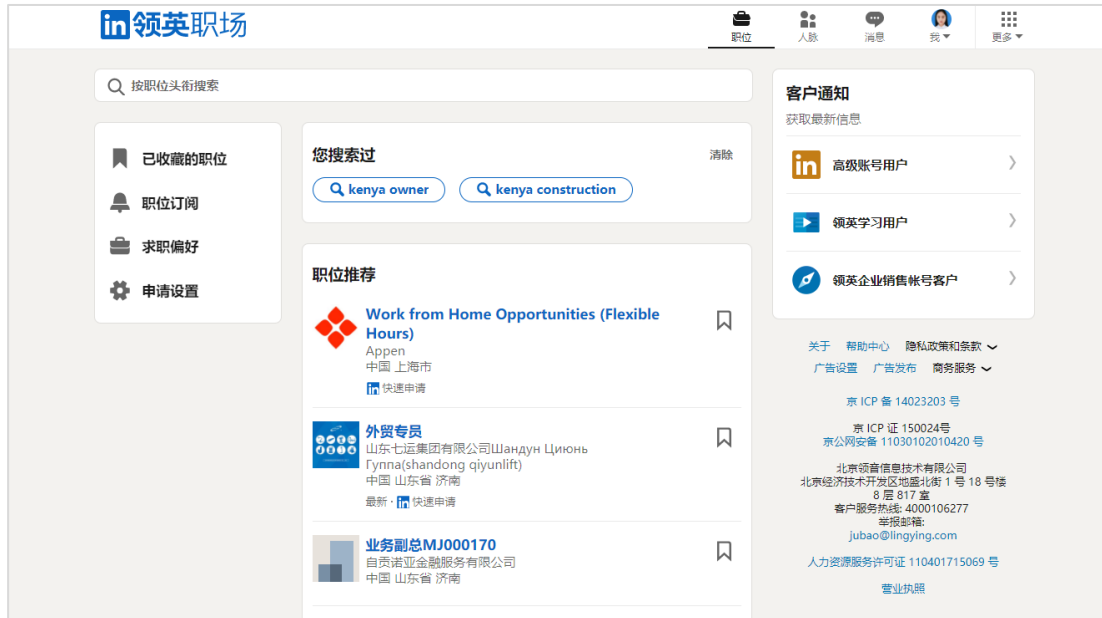 in领英职场
职位
人脉
消息
我
更多
按职位头衔搜索
已收藏的职位
职位订阅
求职偏好
申请设置
您搜索过
清除
kenya owner
kenya construction
职位推荐
Work from Home Opportunities (Flexible
Hours)
Appen
中国 上海市
in 快速申请
外贸专员
山东七运集团有限公司Шандун Циюнь
Группа(shandong qiyunlift)
中国 山东省 济南
最新 · in 快速申请
业务副总MJ000170
自贡诺亚金融服务有限公司
中国 山东省 济南
客户通知
获取最新信息
in 高级账号用户
领英学习用户
领英企业销售帐号客户
关于 帮助中心 隐私政策和条款
广告设置 广告发布 商务服务
京 ICP 备 14023203 号
京 ICP 证 150024号
京公网安备 11030102010420 号
北京领音信息技术有限公司
北京经济技术开发区地盛北街 1 号 18 号楼
8 层 817 室
客户服务热线: 4000106277
举报邮箱:
jubao@lingying.com
人力资源服务许可证 110401715069 号
营业执照